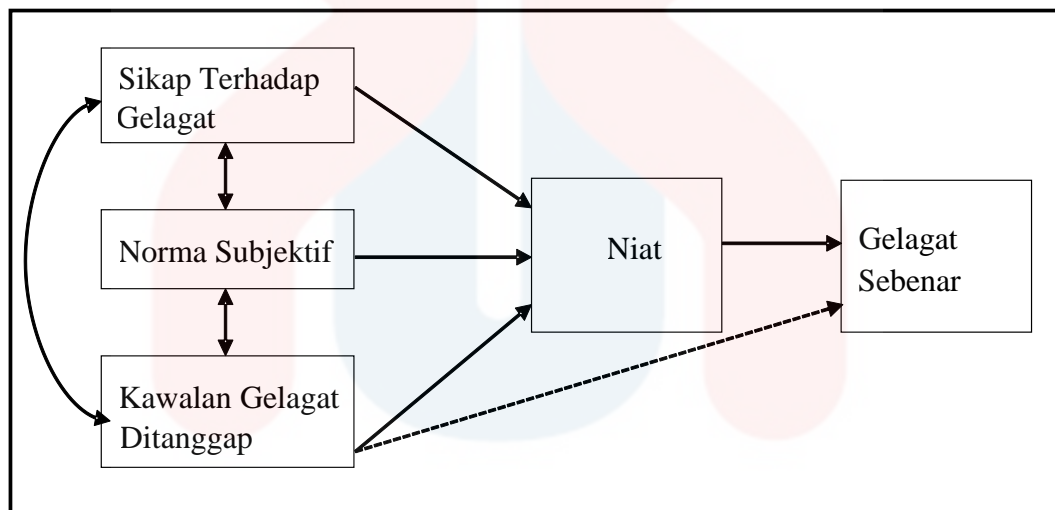 Sikap Terhadap
Gelagat
Norma Subjektif
Kawalan Gelagat
Ditanggap
Niat
Gelagat
Sebenar